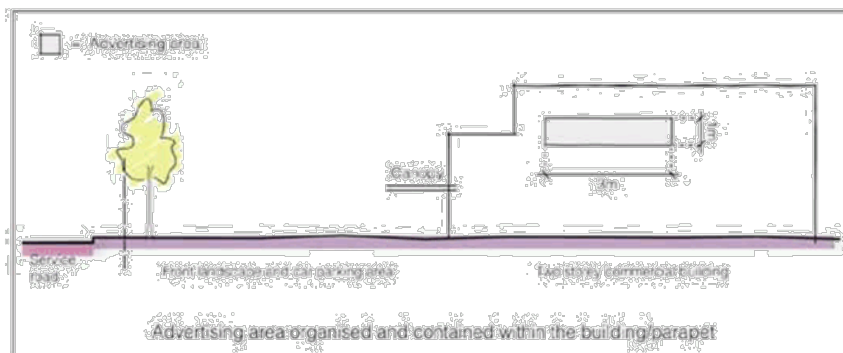 = Advertising area
Canopy
1m
Service
road
Front landscape and car parking area
Two storey commercial building
Advertising area organised and contained within the building/parapet